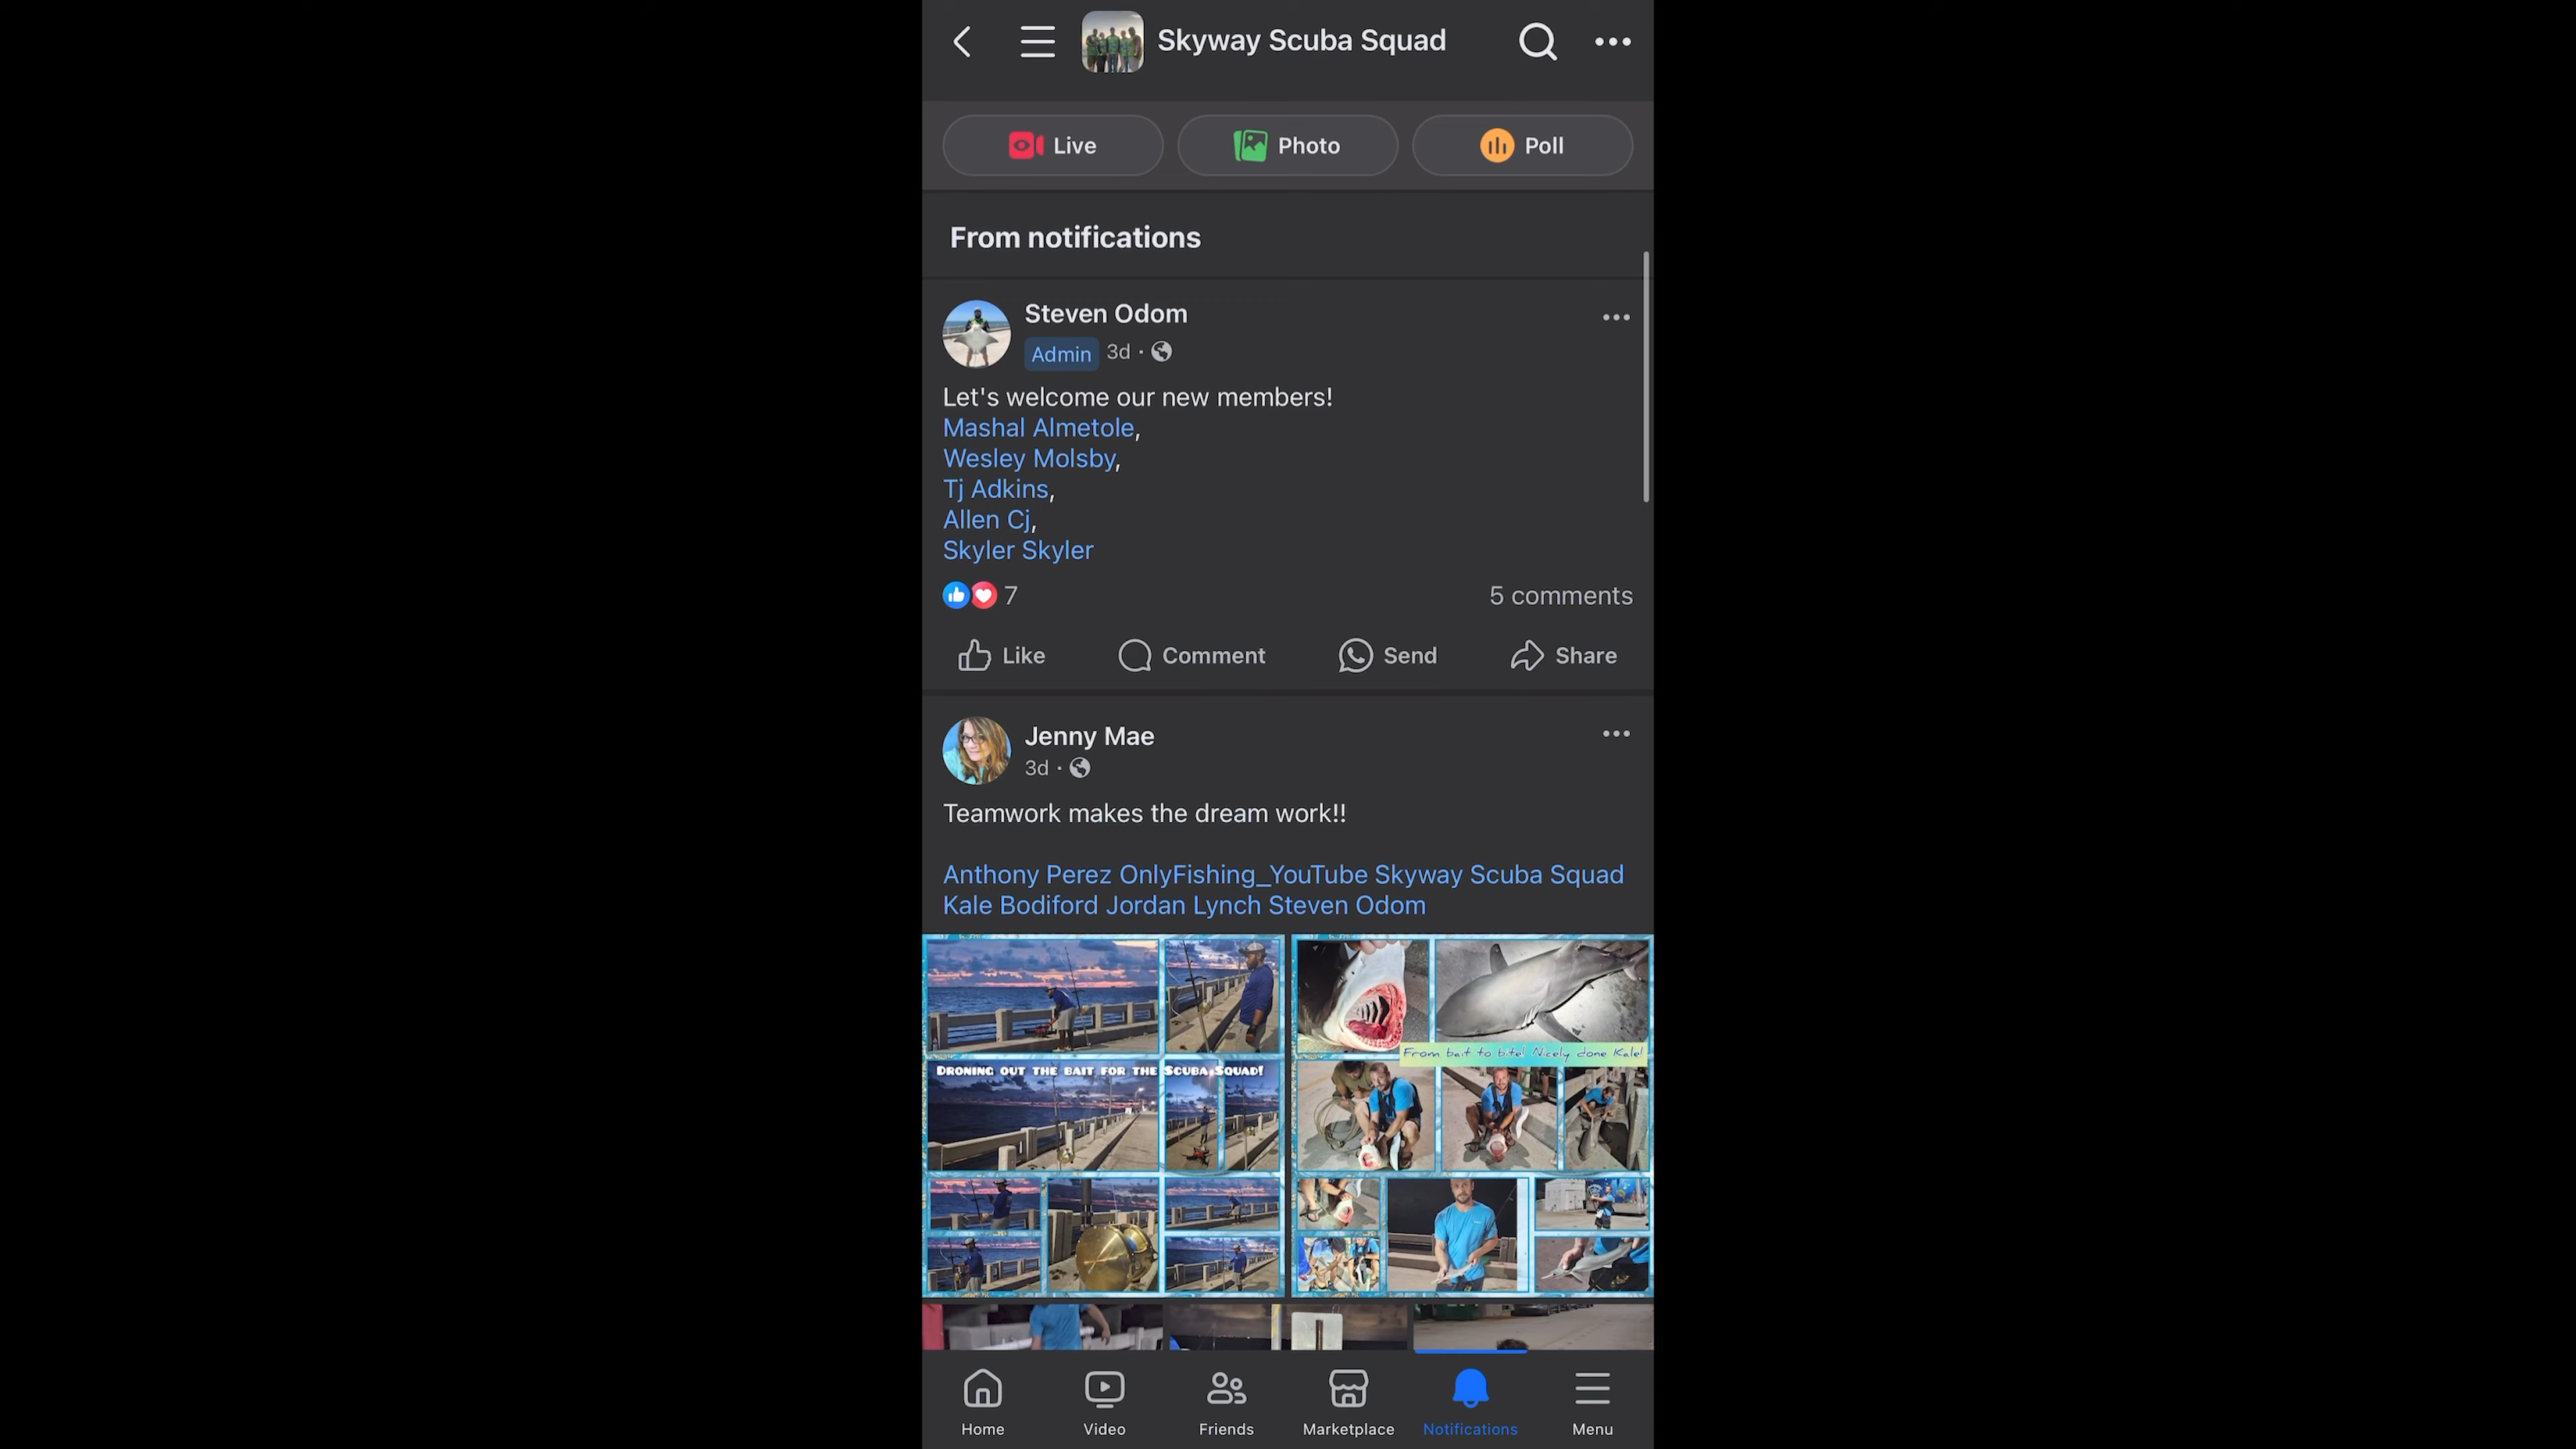 Skyway Scuba Squad
Live
Photo
Poll
From notifications
Steven Odom
Admin 3d ·
Let's welcome our new members!
Mashal Almetole,
Wesley Molsby,
Tj Adkins,
Allen Cj,
Skyler Skyler
7
5 comments
Like
Comment
Send
Share
Jenny Mae
3d ·
Teamwork makes the dream work!!
Anthony Perez OnlyFishing_YouTube Skyway Scuba Squad
Kale Bodiford Jordan Lynch Steven Odom
From bait to bite! Nicely done Kale!
DRONING OUT THE BAIT FOR THE SCUBA SQUAD!
Home
Video
Friends
Marketplace
Notifications
Menu